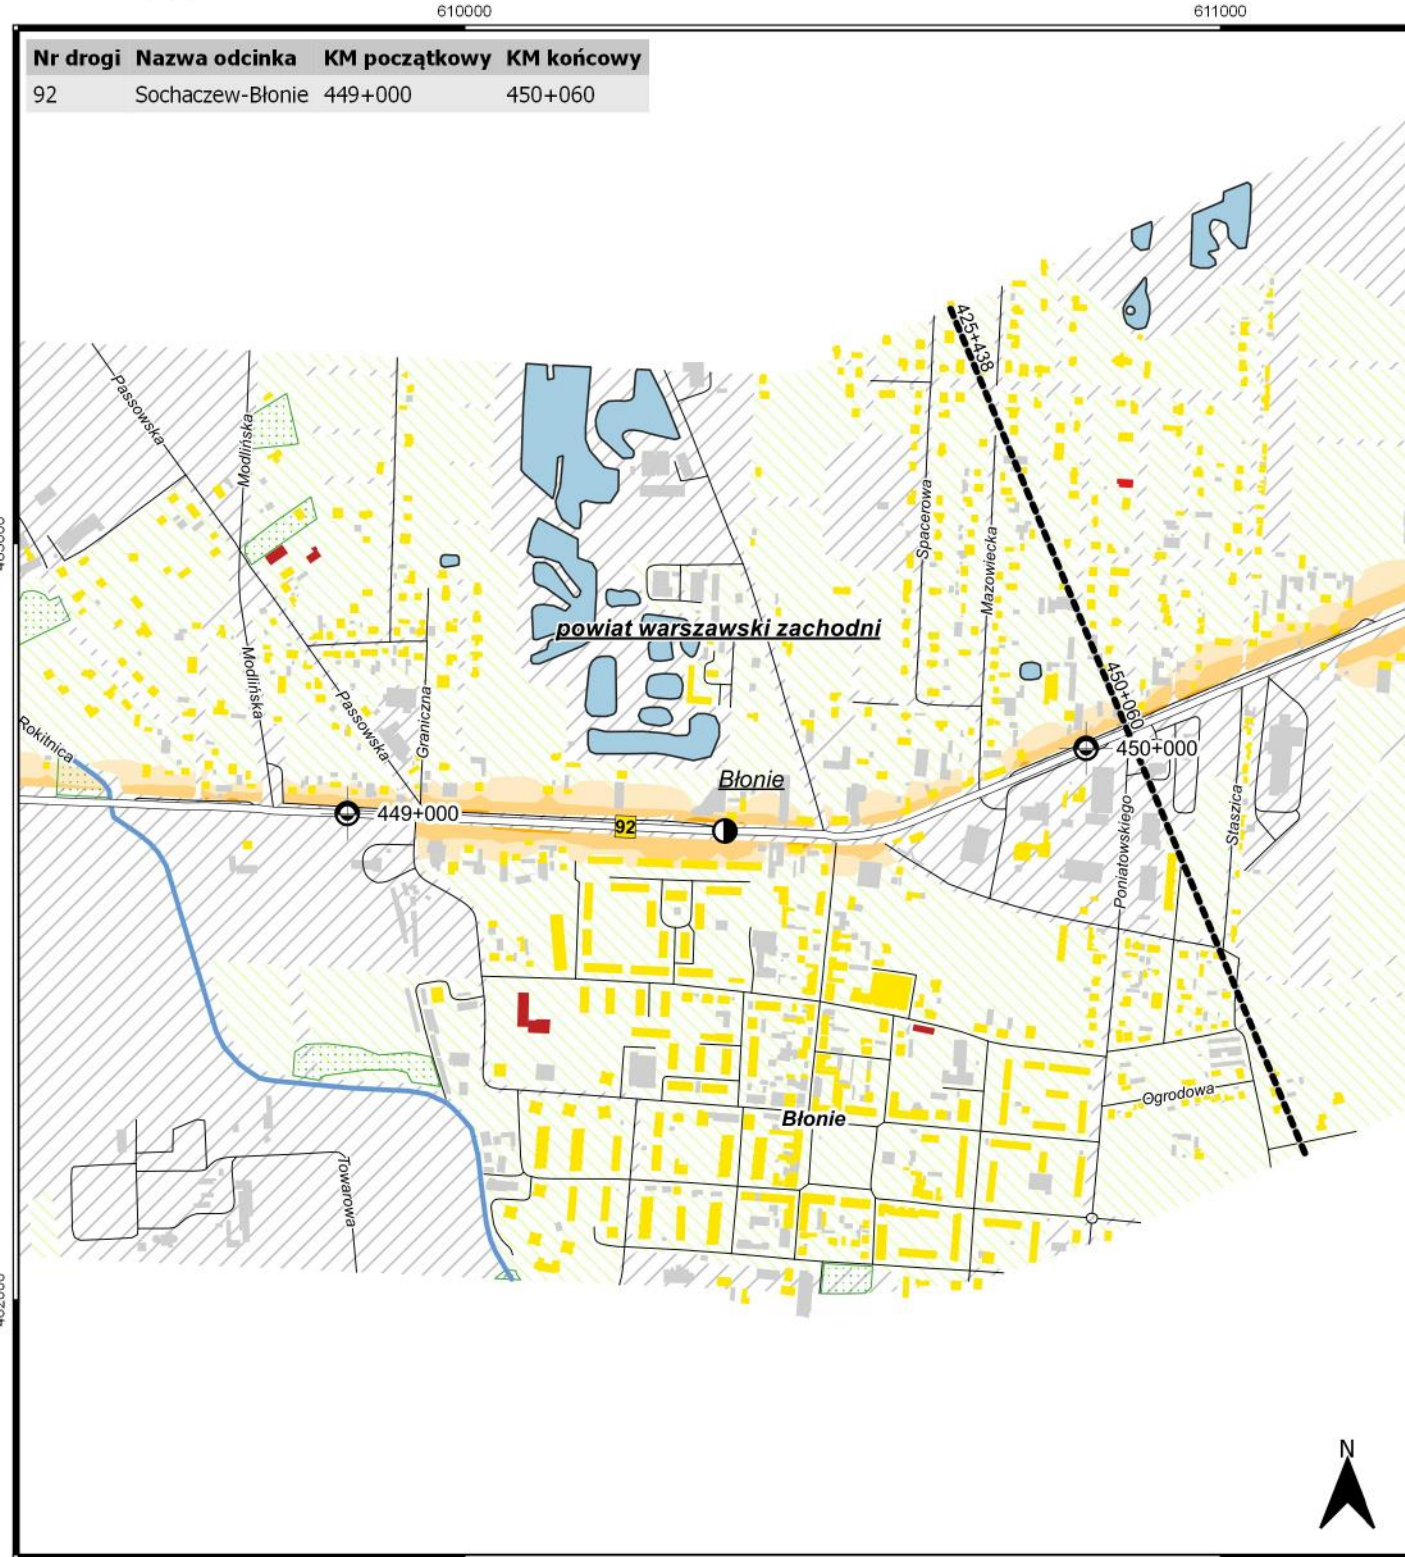 610000
611000
Nr drogi Nazwa odcinka KM początkowy KM końcowy
92 Sochaczew-Błonie 449+000 450+060
425+438
Passowska
Modlińska
Spacerowa
Mazowiecka
powiat warszawski zachodni
Modlińska
Passowska
Graniczna
450+060
Rokitnica
450+000
Błonie
449+000
92
Poniatowskiego
Staszica
Ogrodowa
Błonie
Towarowa
N